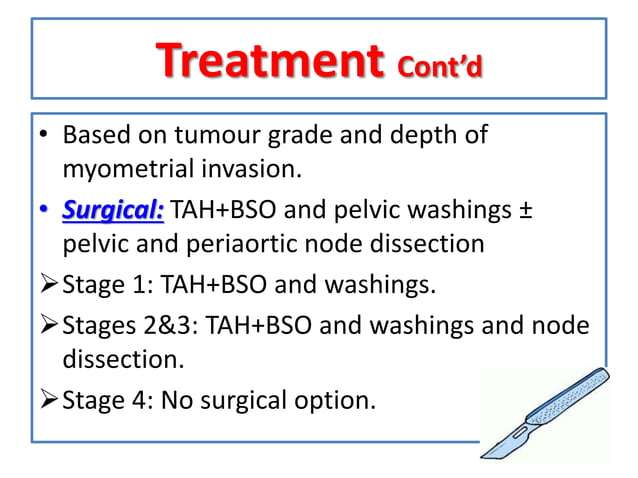 Treatment Cont’d
• Based on tumour grade and depth of
myometrial invasion.
• Surgical: TAH+BSO and pelvic washings ±
pelvic and periaortic node dissection
➢Stage 1: TAH+BSO and washings.
➢Stages 2&3: TAH+BSO and washings and node
dissection.
➢Stage 4: No surgical option.